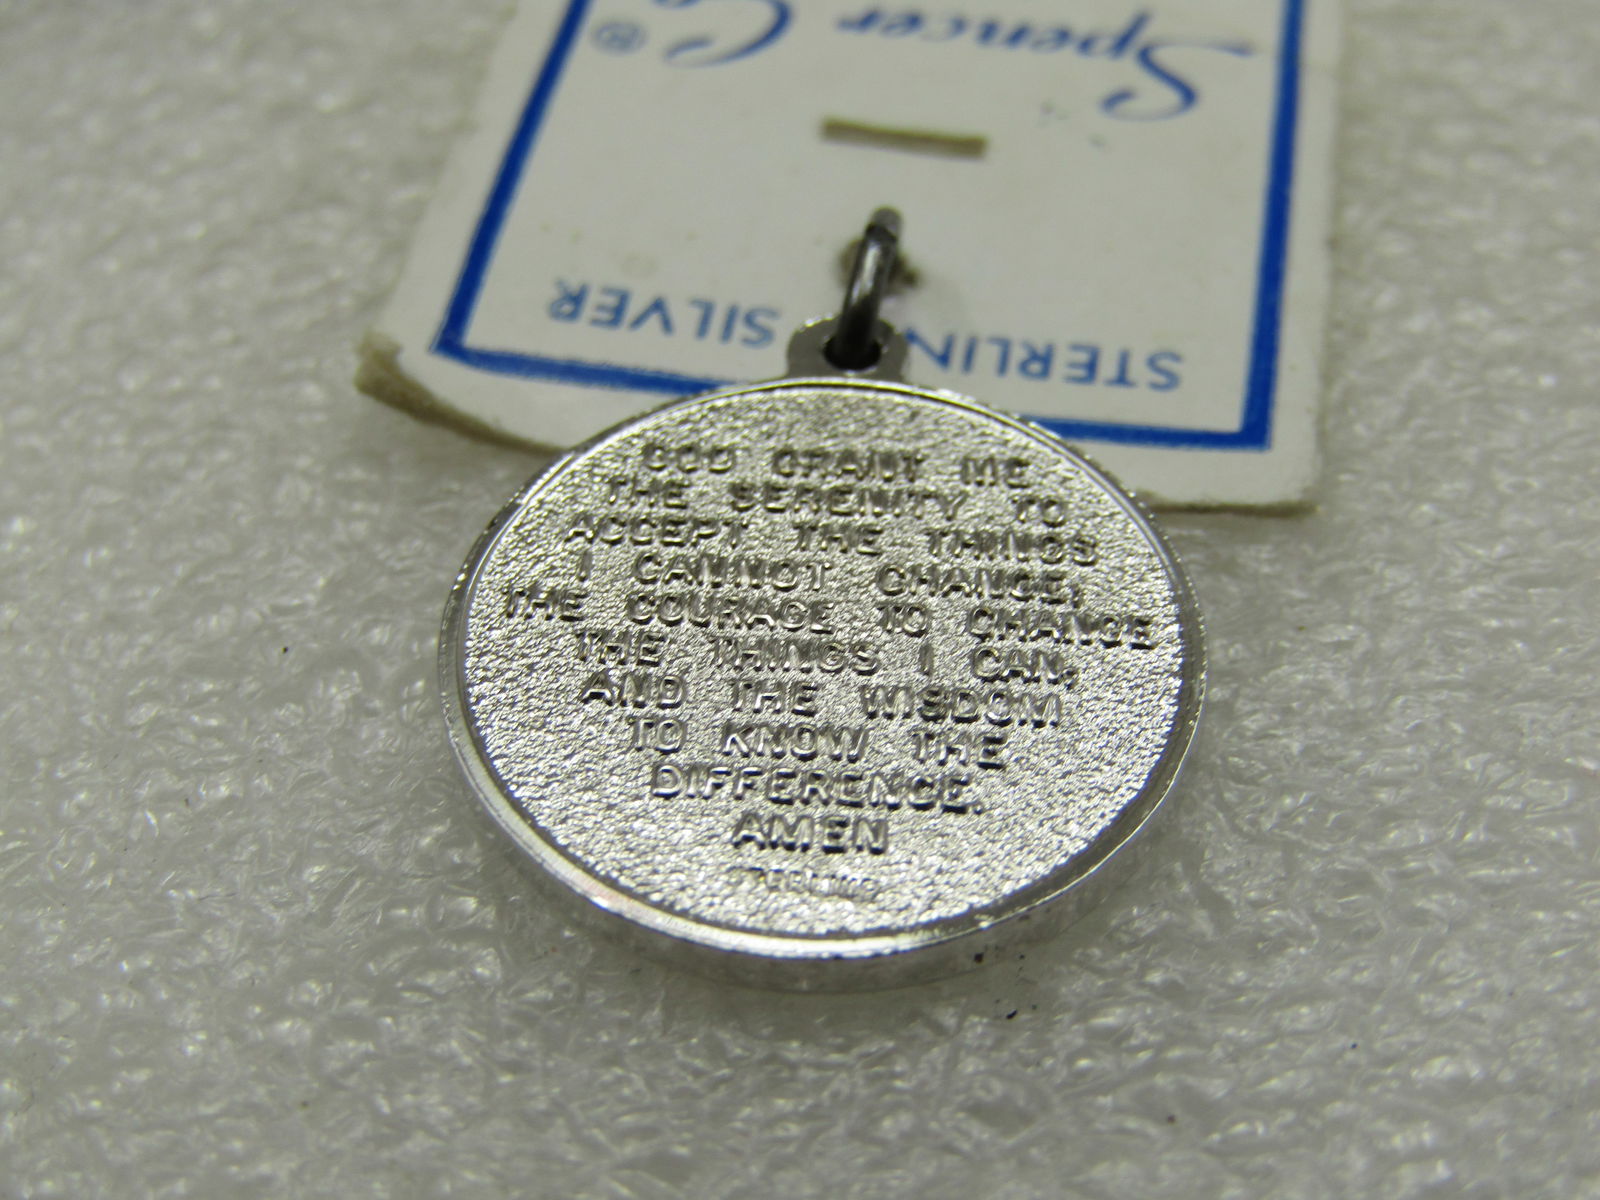 Spencer Co ®
STERLING SILVER
GOD GRANT ME
THE SERENITY TO
ACCEPT THE THINGS
I CANNOT CHANGE,
THE COURAGE TO CHANGE
THE THINGS I CAN,
AND THE WISDOM
TO KNOW THE
DIFFERENCE.
AMEN
STERLING